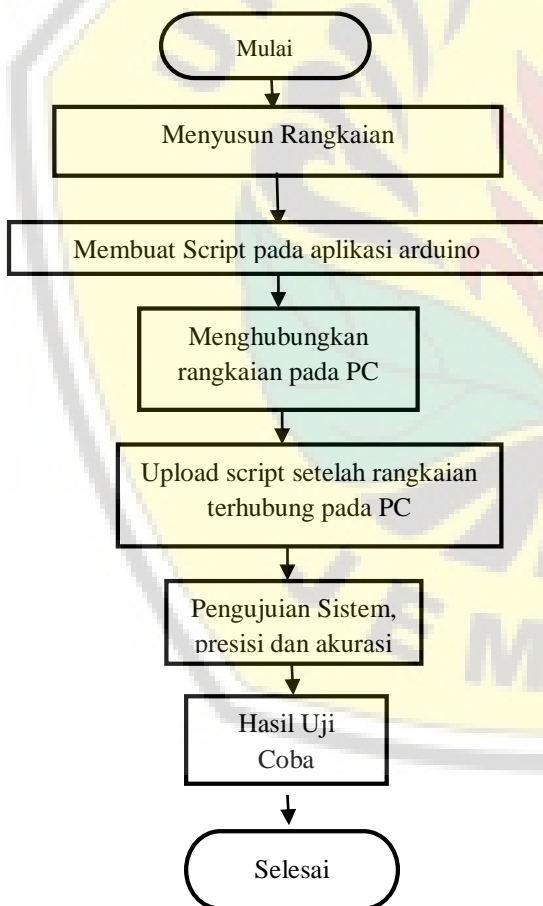 Mulai
Menyusun Rangkaian
Membuat Script pada aplikasi arduino
Menghubungkan
rangkaian pada PC
Upload script setelah rangkaian
terhubung pada PC
Pengujuian Sistem,
presisi dan akurasi
Hasil Uji
Coba
Selesai